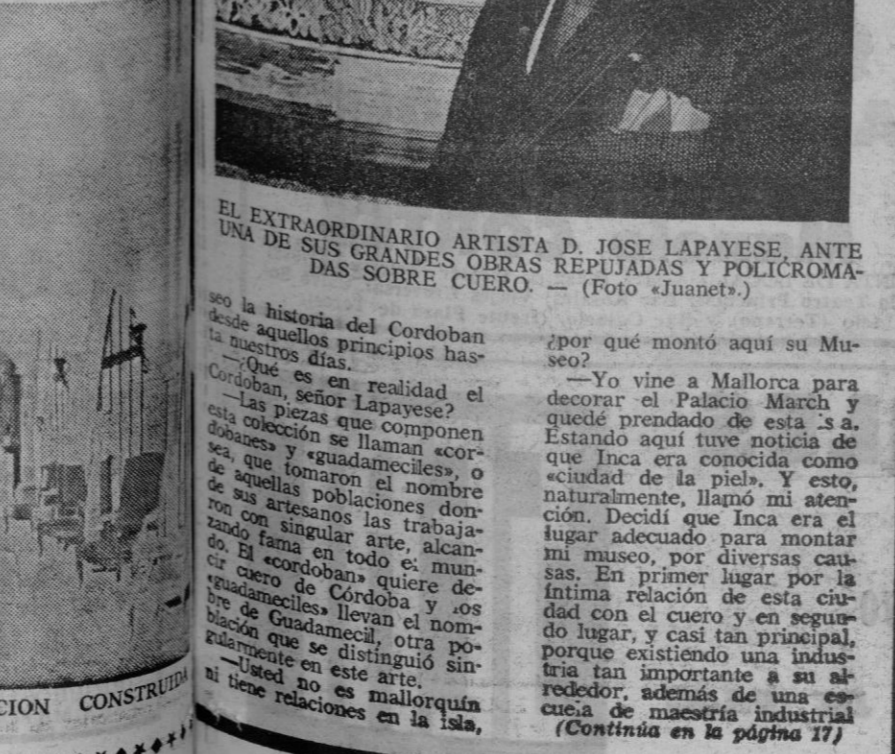 EL EXTRAORDINARIO ARTISTA D. JOSE LAPAYESE, ANTE
UNA DE SUS GRANDES OBRAS REPUJADAS Y POLICROMA-
DAS SOBRE CUERO. — (Foto «Juanet».)
seo la historia del Cordoban
desde aquellos principios has-
ta nuestros días.
—¿Qué es en realidad el
Cordoban, señor Lapayese?
—Las piezas que componen
esta colección se llaman «cor-
dobanes» y «guadameciles», o
sea, que tomaron el nombre
de aquellas poblaciones don-
de sus artesanos las trabaja-
ron con singular arte, alcan-
zando fama en todo el mun-
do. El «cordoban» quiere de-
cir cuero de Córdoba y los
«guadameciles» llevan el nom-
bre de Guadamecil, otra po-
blación que se distinguió sin-
gularmente en este arte.
—Usted no es mallorquín
ni tiene relaciones en la isla,
¿por qué montó aquí su Mu-
seo?
—Yo vine a Mallorca para
decorar el Palacio March y
quedé prendado de esta isla.
Estando aquí tuve noticia de
que Inca era conocida como
«ciudad de la piel». Y esto,
naturalmente, llamó mi aten-
ción. Decidí que Inca era el
lugar adecuado para montar
mi museo, por diversas cau-
sas. En primer lugar por la
íntima relación de esta ciu-
dad con el cuero y en segun-
do lugar, y casi tan principal,
porque existiendo una indus-
tria tan importante a su al-
rededor, además de una es-
cuela de maestría industrial
(Continúa en la página 17)
CION CONSTRUIDA